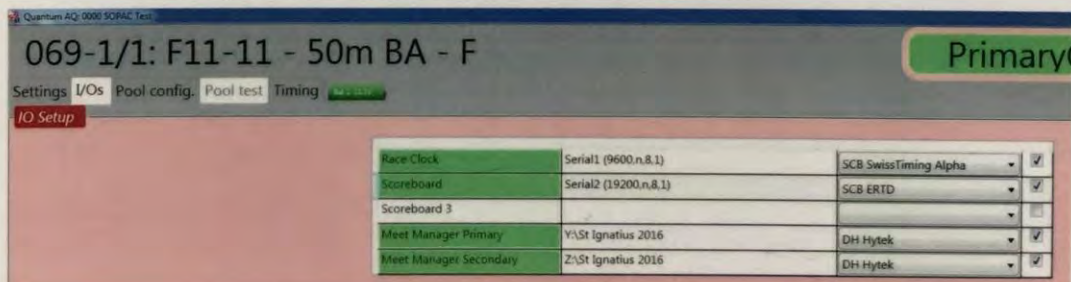 Quantum AQ: 0000 SOPAC Test
069-1/1: F11-11 - 50m BA - F
Primary
Settings I/Os Pool config. Pool test Timing
IO Setup
Race Clock Serial1 (9600,n,8,1) SCB SwissTiming Alpha
Scoreboard Serial2 (19200,n,8,1) SCB ERTD
Scoreboard 3
Meet Manager Primary Y:\St Ignatius 2016 DH Hytek
Meet Manager Secondary Z:\St Ignatius 2016 DH Hytek